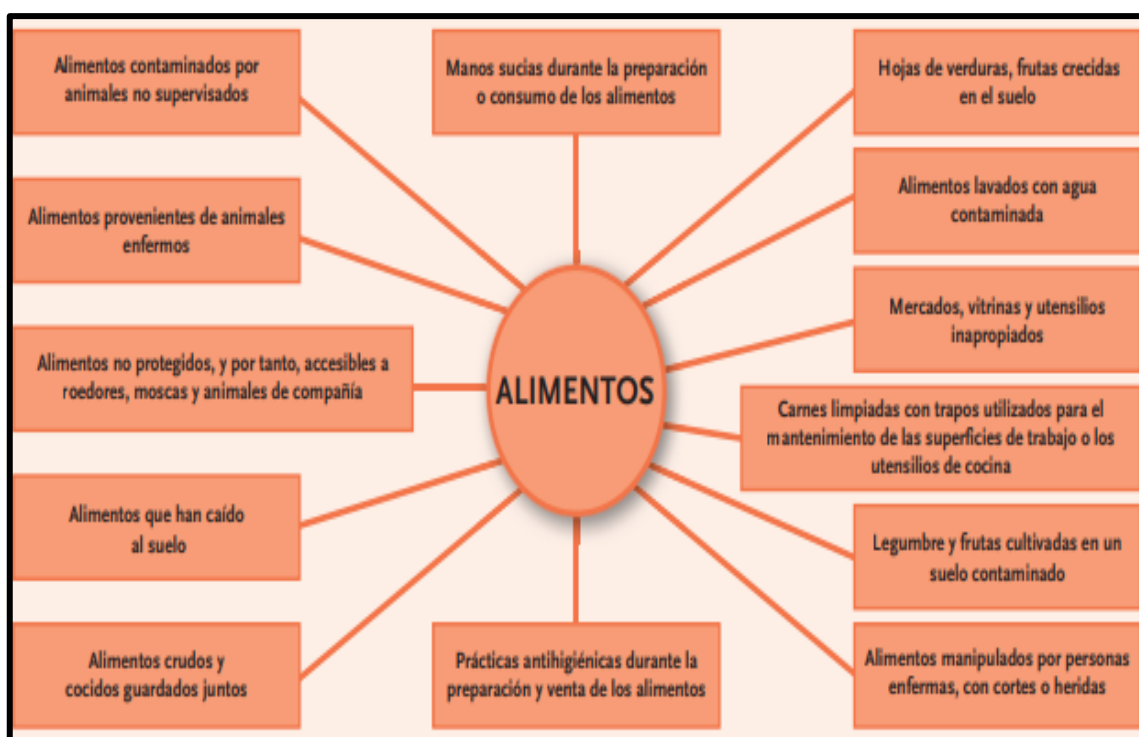 Alimentos contaminados por
animales no supervisados
Manos sucias durante la preparación
o consumo de los alimentos
Hojas de verduras, frutas crecidas
en el suelo
Alimentos provenientes de animales
enfermos
Alimentos lavados con agua
contaminada
Mercados, vitrinas y utensilios
inapropiados
Alimentos no protegidos, y por tanto, accesibles a
roedores, moscas y animales de compañía
ALIMENTOS
Carnes limpiadas con trapos utilizados para el
mantenimiento de las superficies de trabajo o los
utensilios de cocina
Alimentos que han caído
al suelo
Legumbre y frutas cultivadas en un
suelo contaminado
Alimentos crudos y
cocidos guardados juntos
Prácticas antihigiénicas durante la
preparación y venta de los alimentos
Alimentos manipulados por personas
enfermas, con cortes o heridas